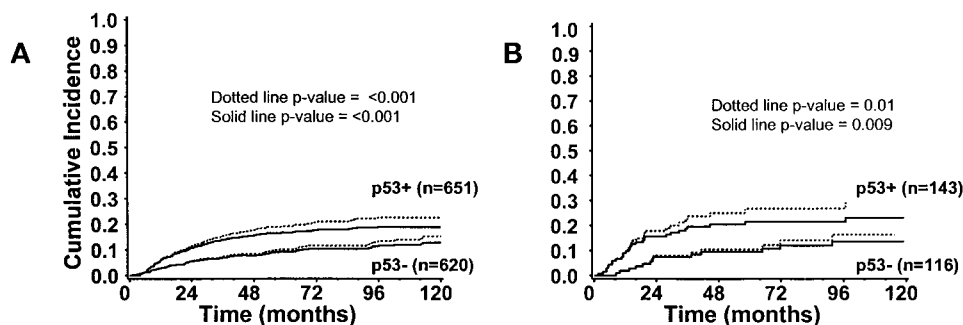 A
Cumulative Incidence
1.0
0.9
0.8
0.7
0.6
0.5
0.4
0.3
0.2
0.1
0.0
Dotted line p-value = <0.001
Solid line p-value = <0.001
p53+ (n=651)
p53- (n=620)
0 24 48 72 96 120
Time (months)
B
1.0
0.9
0.8
0.7
0.6
0.5
0.4
0.3
0.2
0.1
0.0
Dotted line p-value = 0.01
Solid line p-value = 0.009
p53+ (n=143)
p53- (n=116)
0 24 48 72 96 120
Time (months)